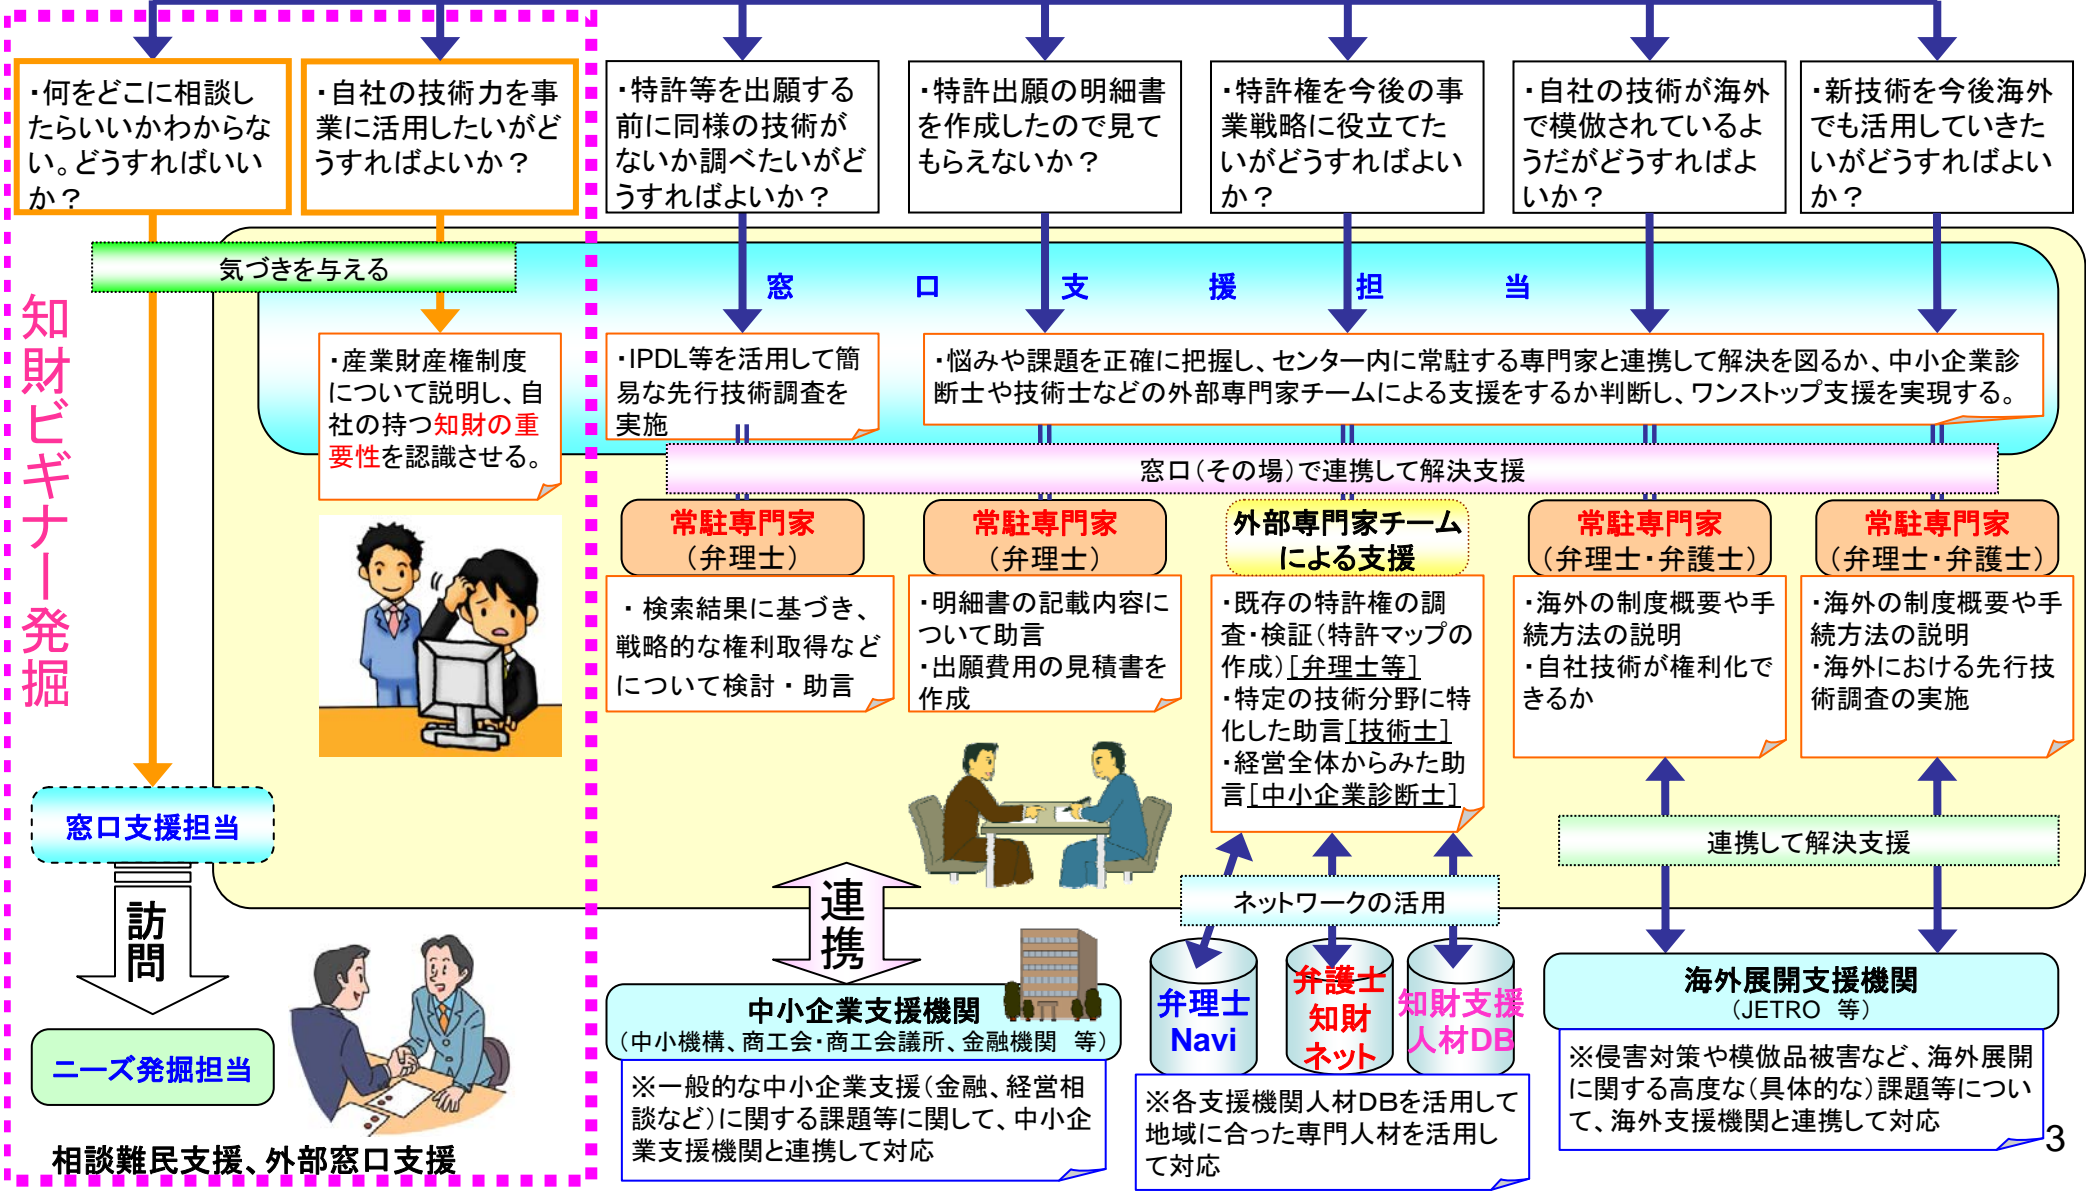 ・何をどこに相談し
たらいいかわからな
い。どうすればいい
か？
・自社の技術力を事
業に活用したいがど
うすればよいか？
・特許等を出願する
前に同様の技術が
ないか調べたいがど
うすればよいか？
・特許出願の明細書
を作成したので見て
もらえないか？
・特許権を今後の事
業戦略に役立てた
いがどうすればよい
か？
・自社の技術が海外
で模倣されているよ
うだがどうすればよ
いか？
・新技術を今後海外
でも活用していきた
いがどうすればよい
か？
気づきを与える
窓口支援担当
知財ビギナー発掘
・産業財産権制度
について説明し、自
社の持つ知財の重
要性を認識させる。
・IPDL等を活用して簡
易な先行技術調査を
実施
・悩みや課題を正確に把握し、センター内に常駐する専門家と連携して解決を図るか、中小企業診
断士や技術士などの外部専門家チームによる支援をするか判断し、ワンストップ支援を実現する。
窓口（その場）で連携して解決支援
常駐専門家
（弁理士）
常駐専門家
（弁理士）
外部専門家チーム
による支援
常駐専門家
（弁理士・弁護士）
常駐専門家
（弁理士・弁護士）
・検索結果に基づき、
戦略的な権利取得など
について検討・助言
・明細書の記載内容に
ついて助言
・出願費用の見積書を
作成
・既存の特許権の調
査・検証（特許マップの
作成）［弁理士等］
・特定の技術分野に特
化した助言［技術士］
・経営全体からみた助
言［中小企業診断士］
・海外の制度概要や手
続方法の説明
・自社技術が権利化で
きるか
・海外の制度概要や手
続方法の説明
・海外における先行技
術調査の実施
窓口支援担当
訪問
ニーズ発掘担当
相談難民支援、外部窓口支援
連携
連携して解決支援
ネットワークの活用
中小企業支援機関
（中小機構、商工会・商工会議所、金融機関　等）
※一般的な中小企業支援（金融、経営相
談など）に関する課題等に関して、中小企
業支援機関と連携して対応
弁理士
Navi
弁護士
知財
ネット
知財支援
人材DB
※各支援機関人材DBを活用して
地域に合った専門人材を活用し
て対応
海外展開支援機関
（JETRO　等）
※侵害対策や模倣品被害など、海外展開
に関する高度な（具体的な）課題等につい
て、海外支援機関と連携して対応
3